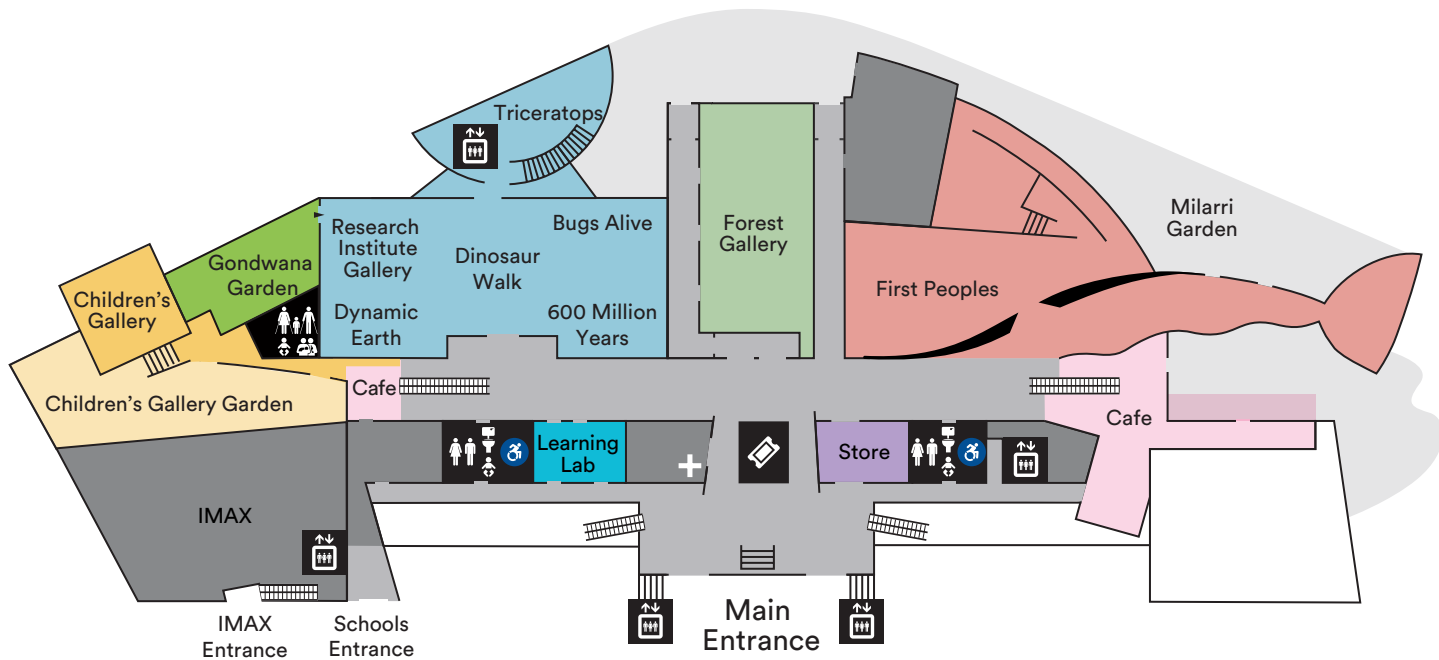 Triceratops
Bugs Alive
Research
Institute
Gallery
Dinosaur
Walk
Dynamic
Earth
600 Million
Years
Forest
Gallery
Milarri
Garden
First Peoples
Gondwana
Garden
Children's
Gallery
Children's Gallery Garden
Cafe
Cafe
Learning
Lab
Store
IMAX
IMAX
Entrance
Schools
Entrance
Main
Entrance